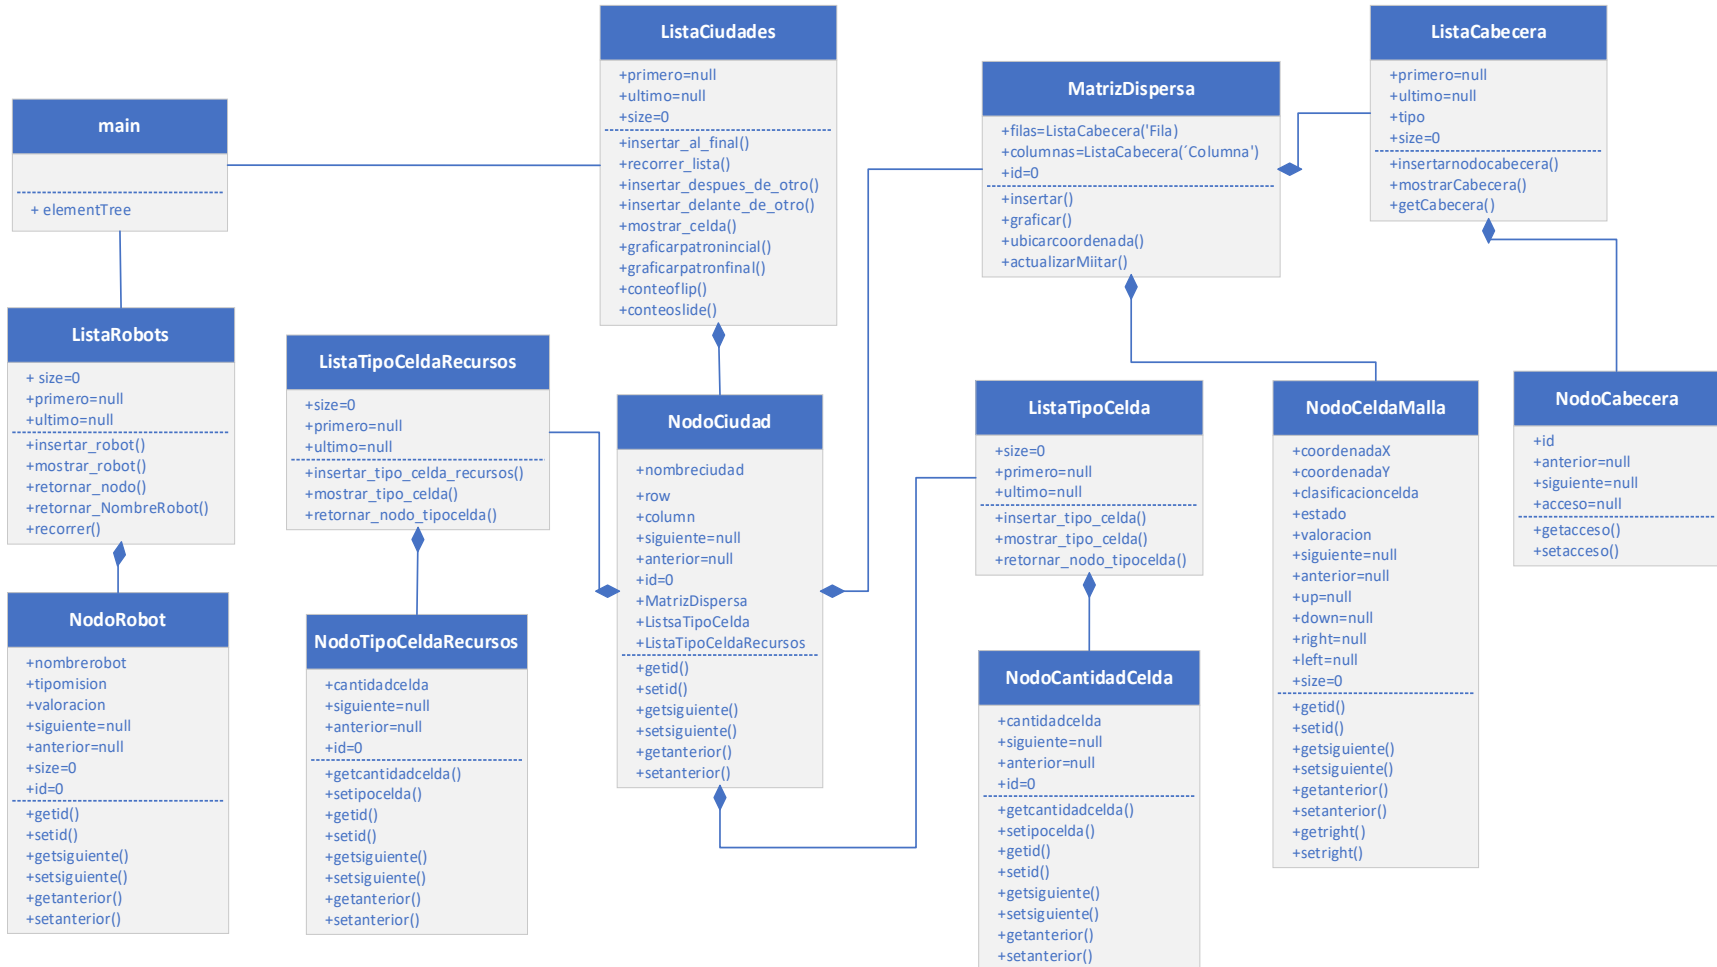 ListaCiudades
+primero=null
+ultimo=null
+size=0
+insertar_al_final()
+recorrer_lista()
+insertar_despues_de_otro()
+insertar_delante_de_otro()
+mostrar_celda()
+graficarpatronincial()
+graficarpatronfinal()
+conteoflip()
+conteoslide()
ListaCabecera
+primero=null
+ultimo=null
+tipo
+size=0
+insertarnodocabecera()
+mostrarCabecera()
+getCabecera()
MatrizDispersa
+filas=ListaCabecera('Fila)
+columnas=ListaCabecera(´Columna')
+id=0
+insertar()
+graficar()
+ubicarcoordenada()
+actualizarMiitar()
main
+ elementTree
ListaRobots
+ size=0
+primero=null
+ultimo=null
+insertar_robot()
+mostrar_robot()
+retornar_nodo()
+retornar_NombreRobot()
+recorrer()
ListaTipoCeldaRecursos
+size=0
+primero=null
+ultimo=null
+insertar_tipo_celda_recursos()
+mostrar_tipo_celda()
+retornar_nodo_tipocelda()
NodoCiudad
+nombreciudad
+row
+column
+siguiente=null
+anterior=null
+id=0
+MatrizDispersa
+ListsaTipoCelda
+ListaTipoCeldaRecursos
+getid()
+setid()
+getsiguiente()
+setsiguiente()
+getanterior()
+setanterior()
ListaTipoCelda
+size=0
+primero=null
+ultimo=null
+insertar_tipo_celda()
+mostrar_tipo_celda()
+retornar_nodo_tipocelda()
NodoCeldaMalla
+coordenadaX
+coordenadaY
+clasificacioncelda
+estado
+valoracion
+siguiente=null
+anterior=null
+up=null
+down=null
+right=null
+left=null
+size=0
+getid()
+setid()
+getsiguiente()
+setsiguiente()
+getanterior()
+setanterior()
+getright()
+setright()
NodoCabecera
+id
+anterior=null
+siguiente=null
+acceso=null
+getacceso()
+setacceso()
NodoRobot
+nombrerobot
+tipomision
+valoracion
+siguiente=null
+anterior=null
+size=0
+id=0
+getid()
+setid()
+getsiguiente()
+setsiguiente()
+getanterior()
+setanterior()
NodoTipoCeldaRecursos
+cantidadcelda
+siguiente=null
+anterior=null
+id=0
+getcantidadcelda()
+setipocelda()
+getid()
+setid()
+getsiguiente()
+setsiguiente()
+getanterior()
+setanterior()
NodoCantidadCelda
+cantidadcelda
+siguiente=null
+anterior=null
+id=0
+getcantidadcelda()
+setipocelda()
+getid()
+setid()
+getsiguiente()
+setsiguiente()
+getanterior()
+setanterior()